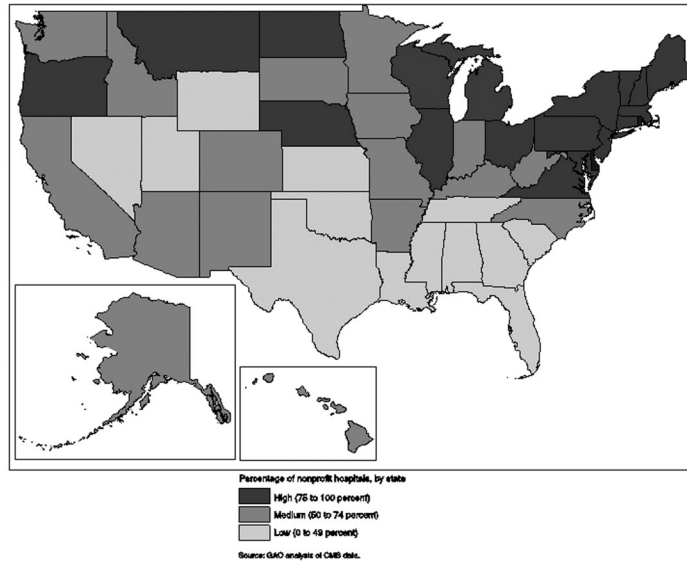 Percentage of nonprofit hospitals, by state
High (75 to 100 percent)
Medium (50 to 74 percent)
Low (0 to 49 percent)
Source: GAO analysis of CMS data.